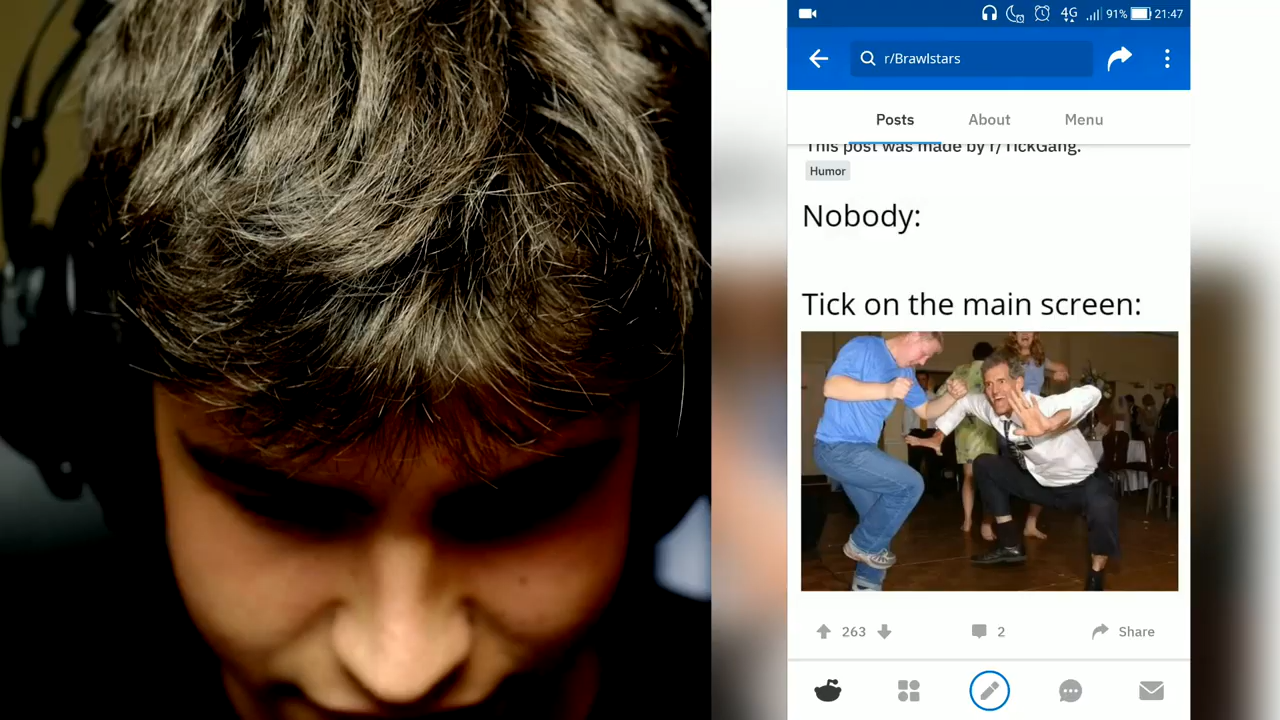 4G 91% 21:47
r/Brawlstars
Posts About Menu
This post was made by r/TickGang.
Humor
Nobody:
Tick on the main screen:
263 2 Share